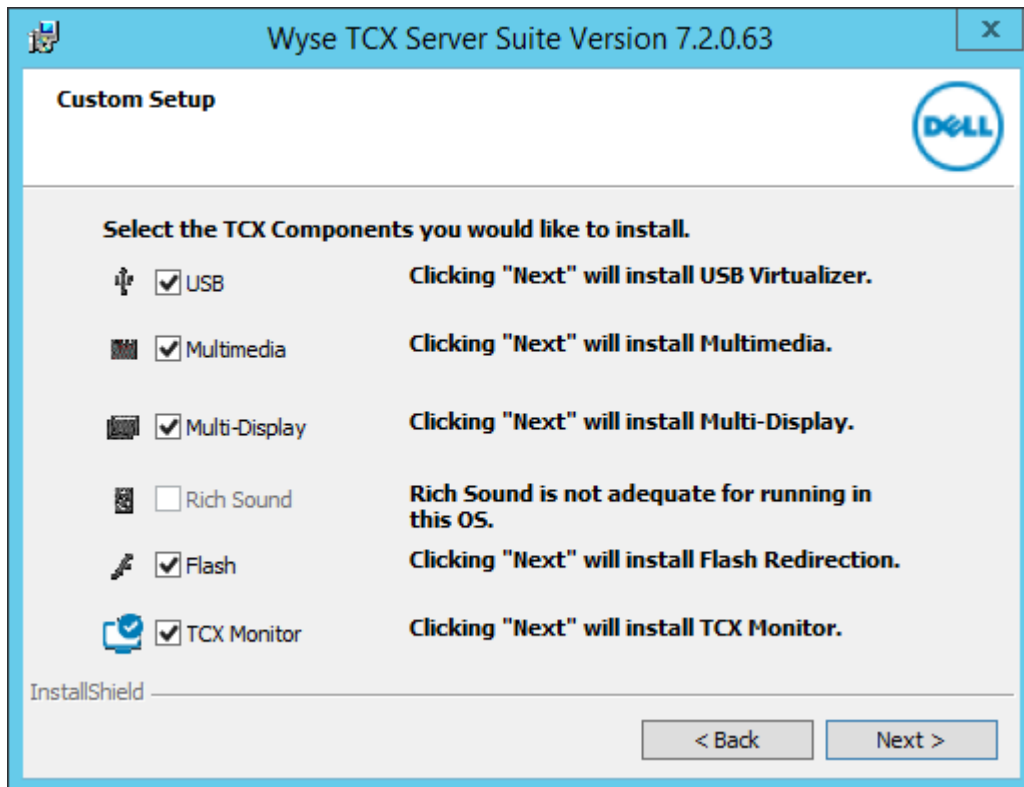 Wyse TCX Server Suite Version 7.2.0.63
x
Custom Setup
DELL
Select the TCX Components you would like to install.
USB
Clicking "Next" will install USB Virtualizer.
Multimedia
Clicking "Next" will install Multimedia.
Multi-Display
Clicking "Next" will install Multi-Display.
Rich Sound
Rich Sound is not adequate for running in
this OS.
Flash
Clicking "Next" will install Flash Redirection.
TCX Monitor
Clicking "Next" will install TCX Monitor.
InstallShield
< Back
Next >